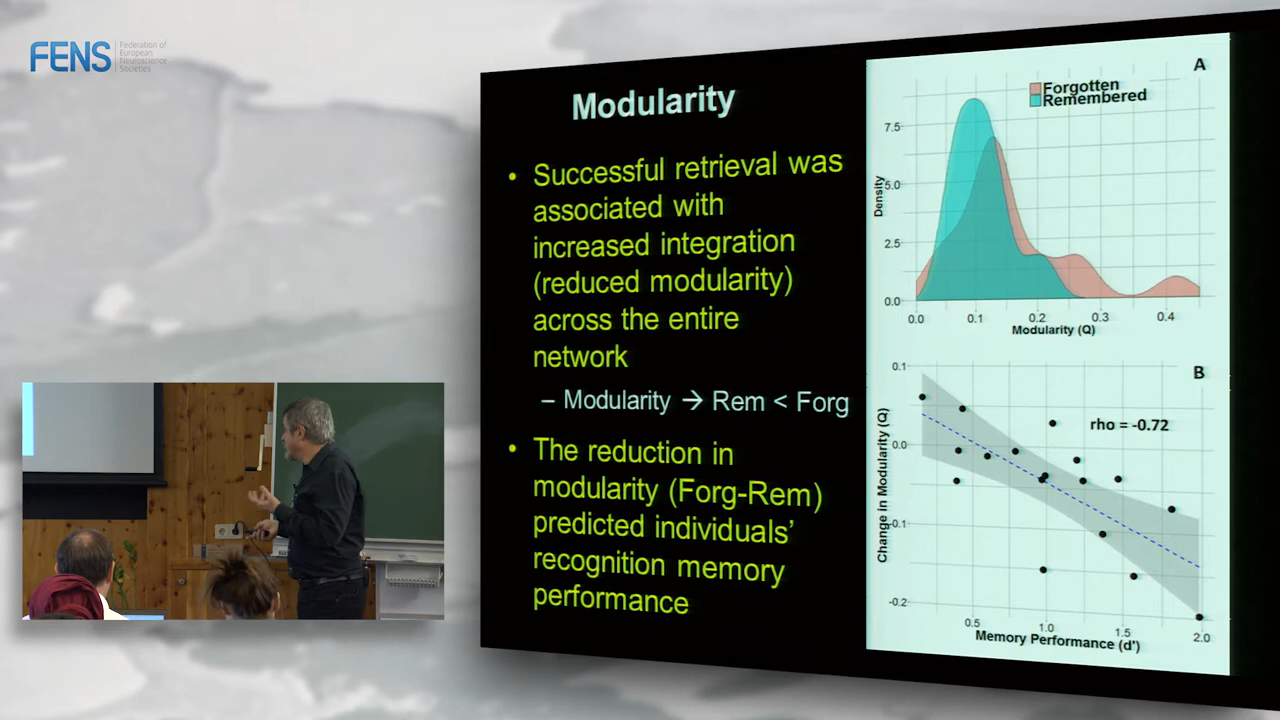 FENS
Federation of
European
Neuroscience
Societies
Modularity
• Successful retrieval was
associated with
increased integration
(reduced modularity)
across the entire
network
– Modularity → Rem < Forg
• The reduction in
modularity (Forg-Rem)
predicted individuals’
recognition memory
performance
A
Forgotten
Remembered
Density
7.5
5.0
2.5
0.0
0.0 0.1 0.2 0.3 0.4
Modularity (Q)
B
rho = -0.72
Change in Modularity (Q)
0.1
0.0
-0.1
-0.2
0.5 1.0 1.5 2.0
Memory Performance (d')